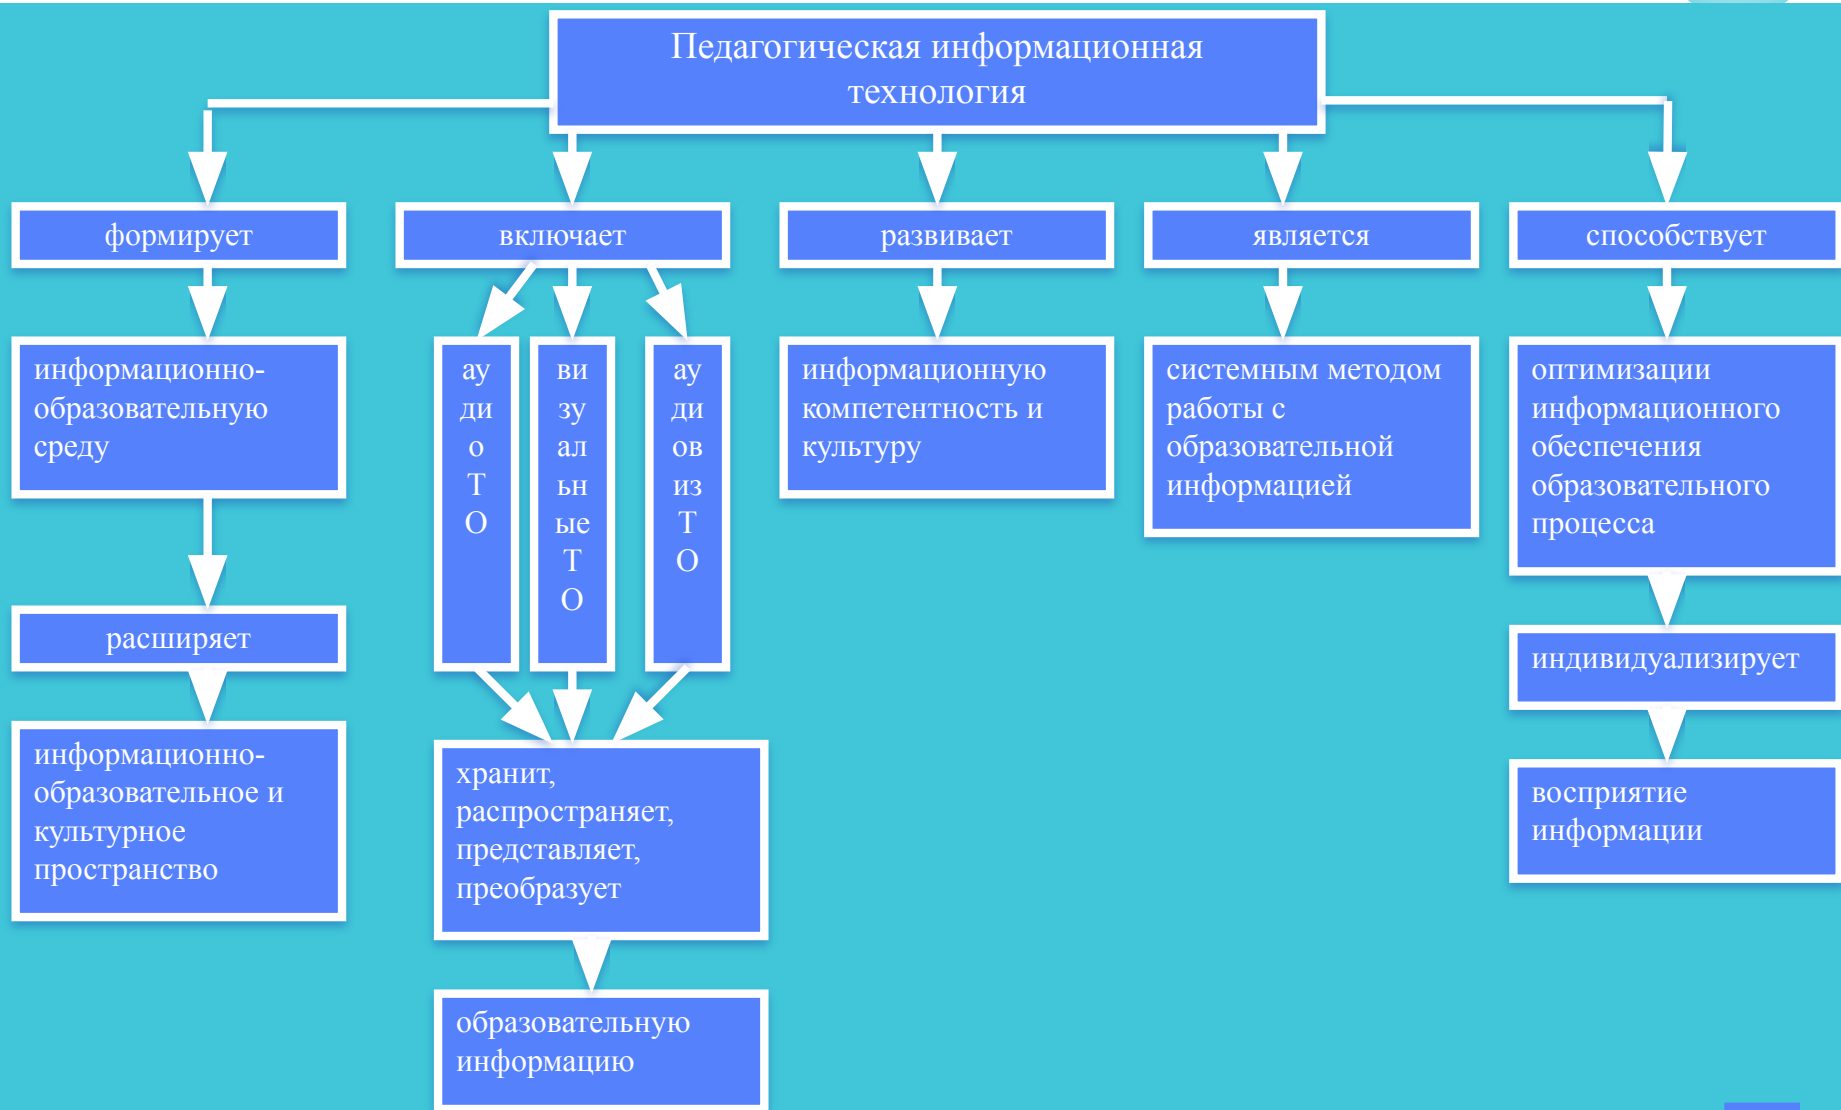 Педагогическая информационная
технология
формирует
включает
развивает
является
способствует
информационно-
образовательную
среду
ау
ди
о
Т
О
ви
зу
ал
ьн
ые
Т
О
ау
ди
ов
из
Т
О
информационную
компетентность и
культуру
системным методом
работы с
образовательной
информацией
оптимизации
информационного
обеспечения
образовательного
процесса
расширяет
индивидуализирует
информационно-
образовательное и
культурное
пространство
хранит,
распространяет,
представляет,
преобразует
восприятие
информации
образовательную
информацию